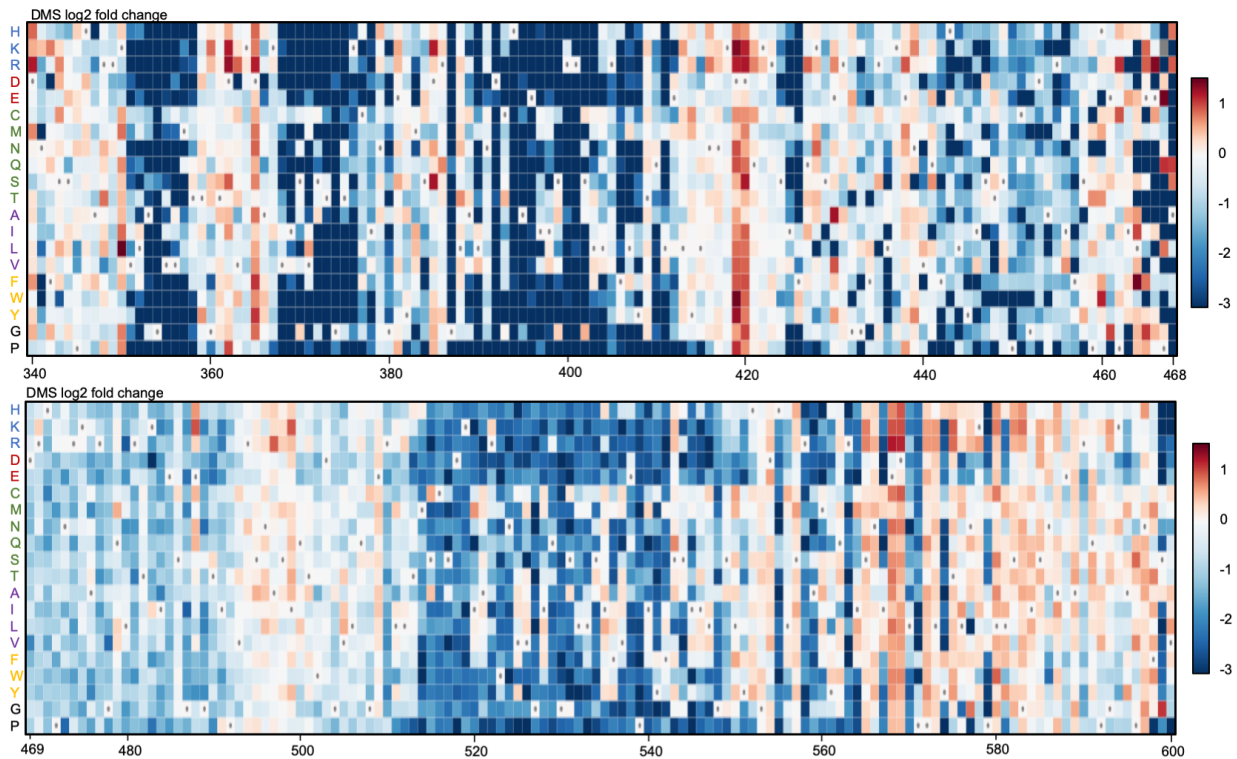 DMS log2 fold change
H
K
R
D
E
C
M
N
Q
S
T
A
I
L
V
F
W
Y
G
P
1
0
-1
-2
-3
340 360 380 400 420 440 460 468
DMS log2 fold change
H
K
R
D
E
C
M
N
Q
S
T
A
I
L
V
F
W
Y
G
P
1
0
-1
-2
-3
469 480 500 520 540 560 580 600